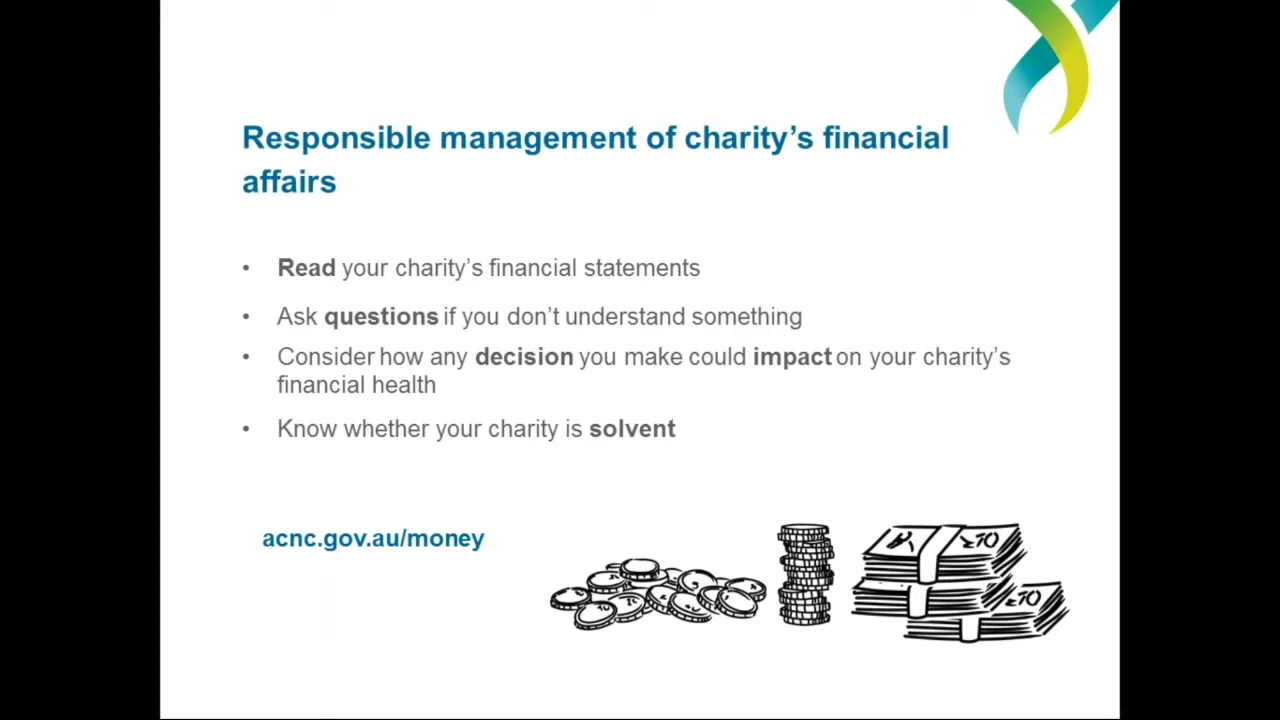 Responsible management of charity’s financial
affairs
• Read your charity’s financial statements
• Ask questions if you don’t understand something
• Consider how any decision you make could impact on your charity’s
financial health
• Know whether your charity is solvent
acnc.gov.au/money
10
10